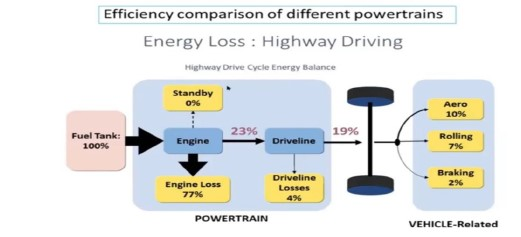 Efficiency comparison of different powertrains
Energy Loss : Highway Driving
Highway Drive Cycle Energy Balance
Standby
0%
Fuel Tank:
100%
Engine
23%
Driveline
19%
Engine Loss
77%
Driveline
Losses
4%
POWERTRAIN
Aero
10%
Rolling
7%
Braking
2%
VEHICLE-Related